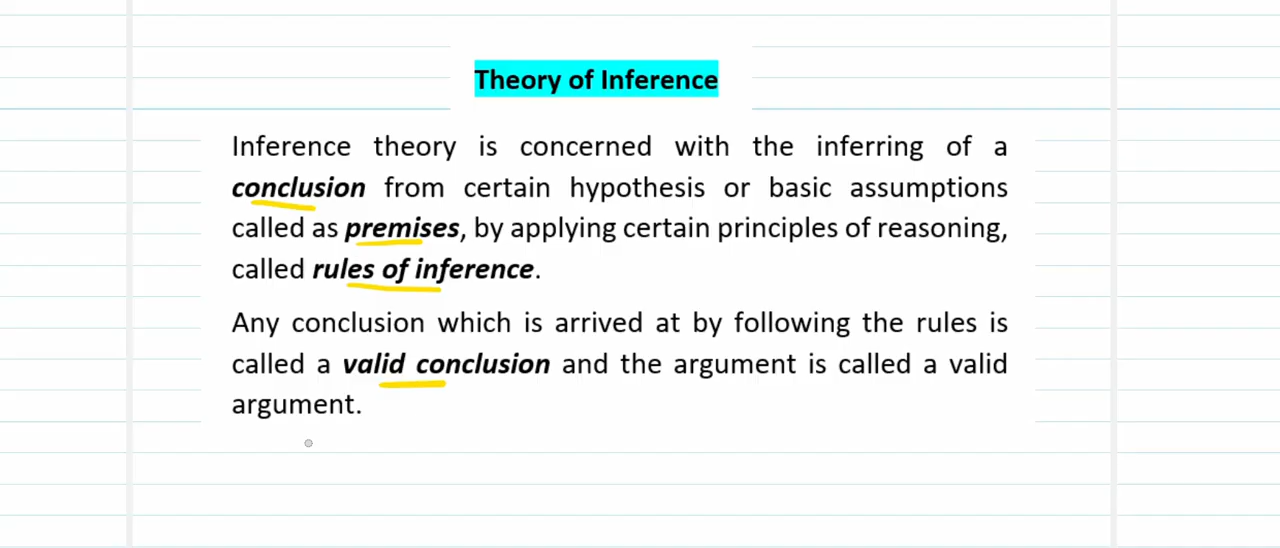 Theory of Inference
Inference theory is concerned with the inferring of a
conclusion from certain hypothesis or basic assumptions
called as premises, by applying certain principles of reasoning,
called rules of inference.
Any conclusion which is arrived at by following the rules is
called a valid conclusion and the argument is called a valid
argument.